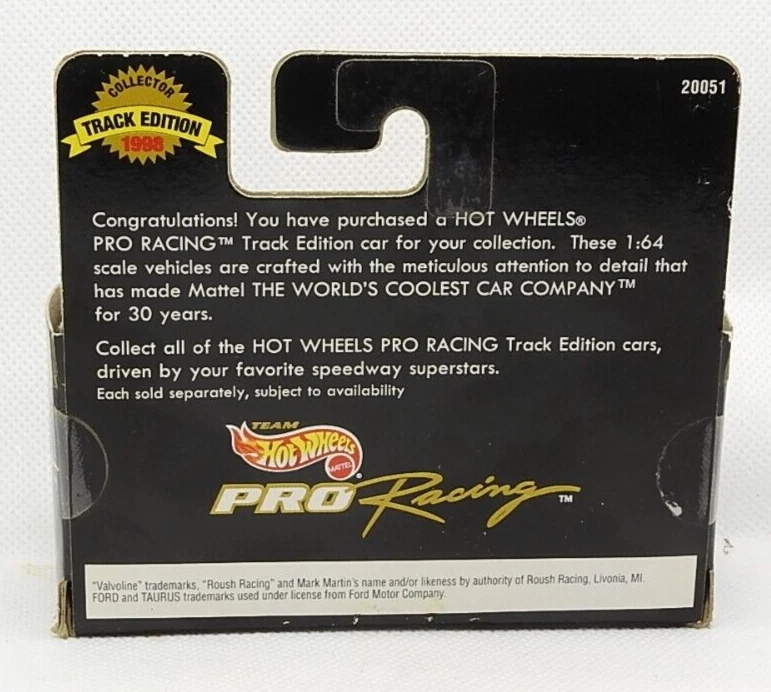 COLLECTOR
TRACK EDITION
1998
20051
Congratulations! You have purchased a HOT WHEELS®
PRO RACING™ Track Edition car for your collection. These 1:64
scale vehicles are crafted with the meticulous attention to detail that
has made Mattel THE WORLD'S COOLEST CAR COMPANY™
for 30 years.
Collect all of the HOT WHEELS PRO RACING Track Edition cars,
driven by your favorite speedway superstars.
Each sold separately, subject to availability
TEAM
Hot Wheels
MATTEL
PRO Racing™
"Valvoline" trademarks, "Roush Racing" and Mark Martin's name and/or likeness by authority of Roush Racing, Livonia, MI.
FORD and TAURUS trademarks used under license from Ford Motor Company.